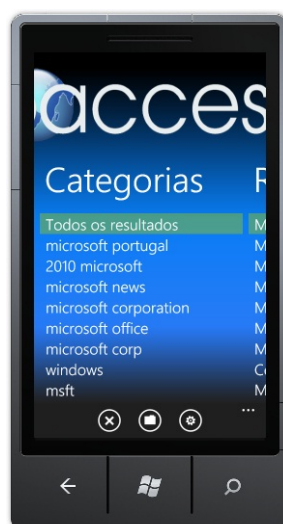 acces
Categorias
Todos os resultados
microsoft portugal
2010 microsoft
microsoft news
microsoft corporation
microsoft office
microsoft corp
windows
msft
R
M
M
M
M
M
M
M
Co
M
...